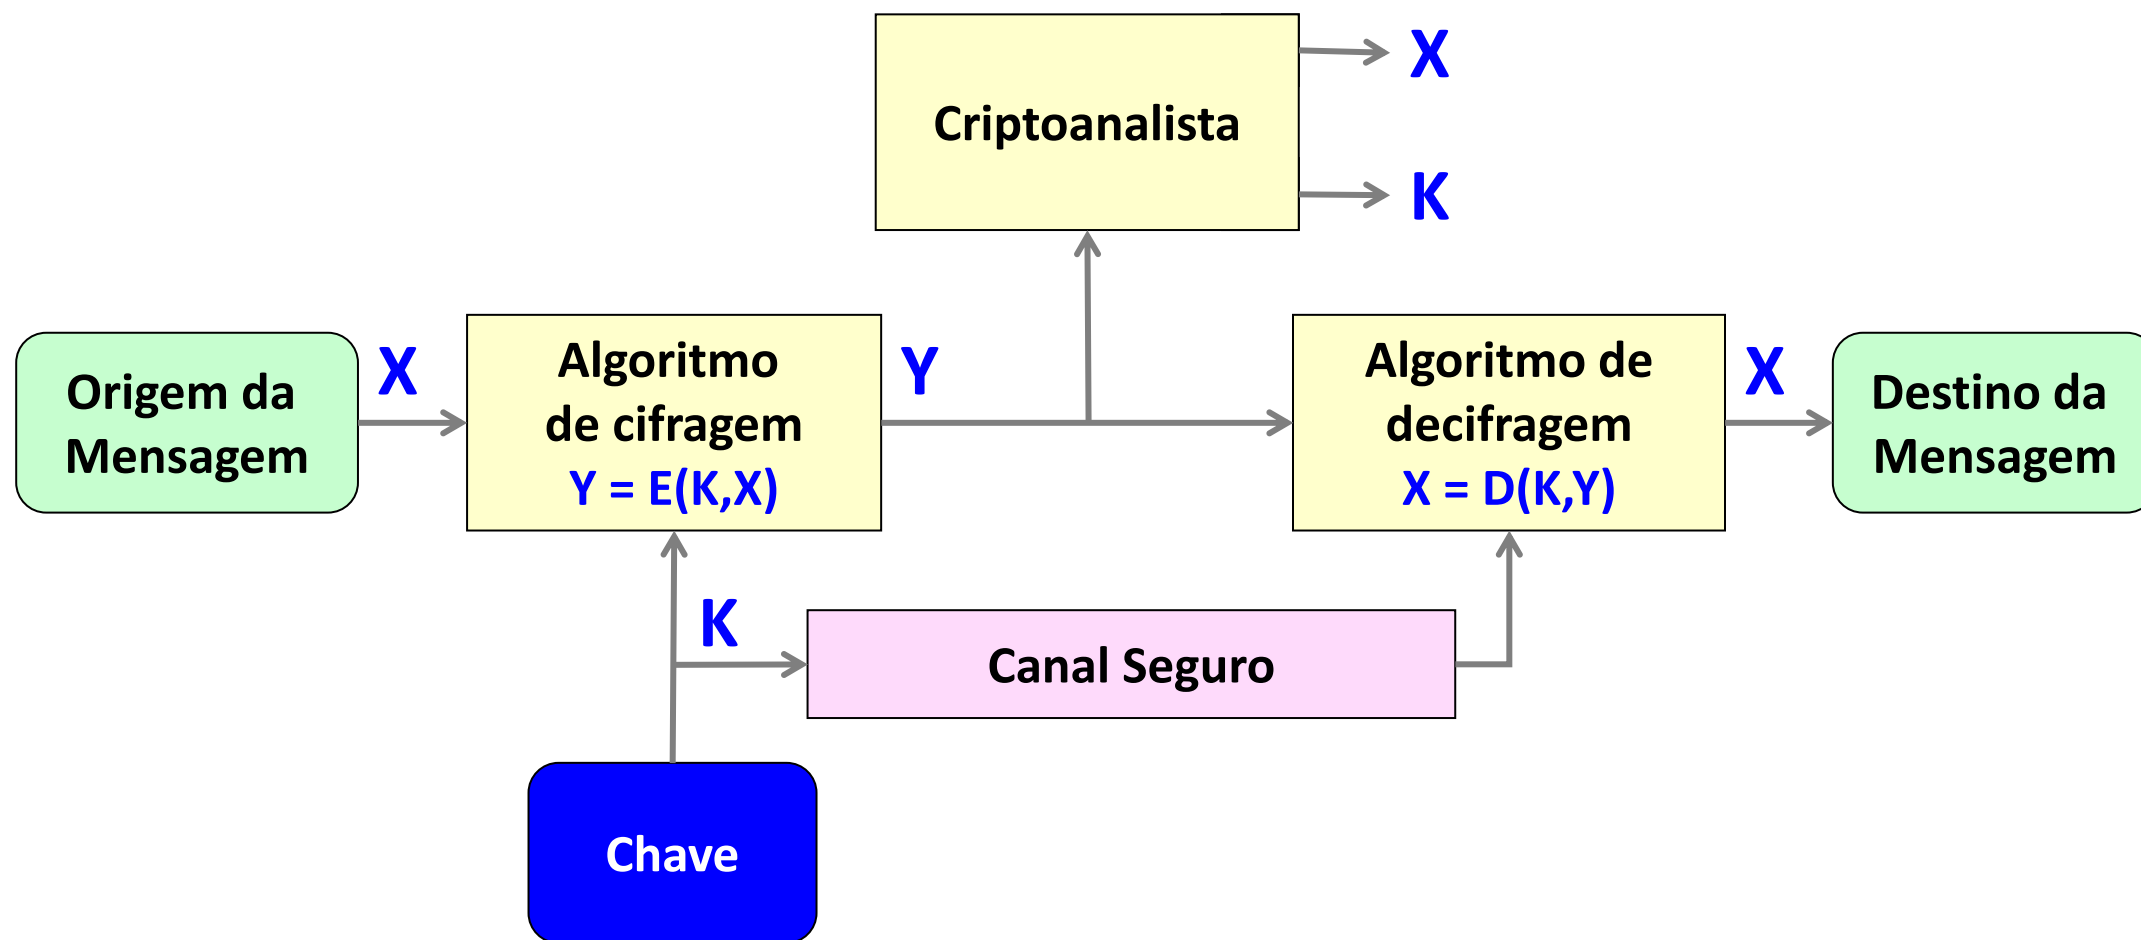 X
Criptoanalista
K
Origem da
Mensagem
X
Algoritmo
de cifragem
Y = E(K,X)
Y
Algoritmo de
decifragem
X = D(K,Y)
X
Destino da
Mensagem
K
Canal Seguro
Chave